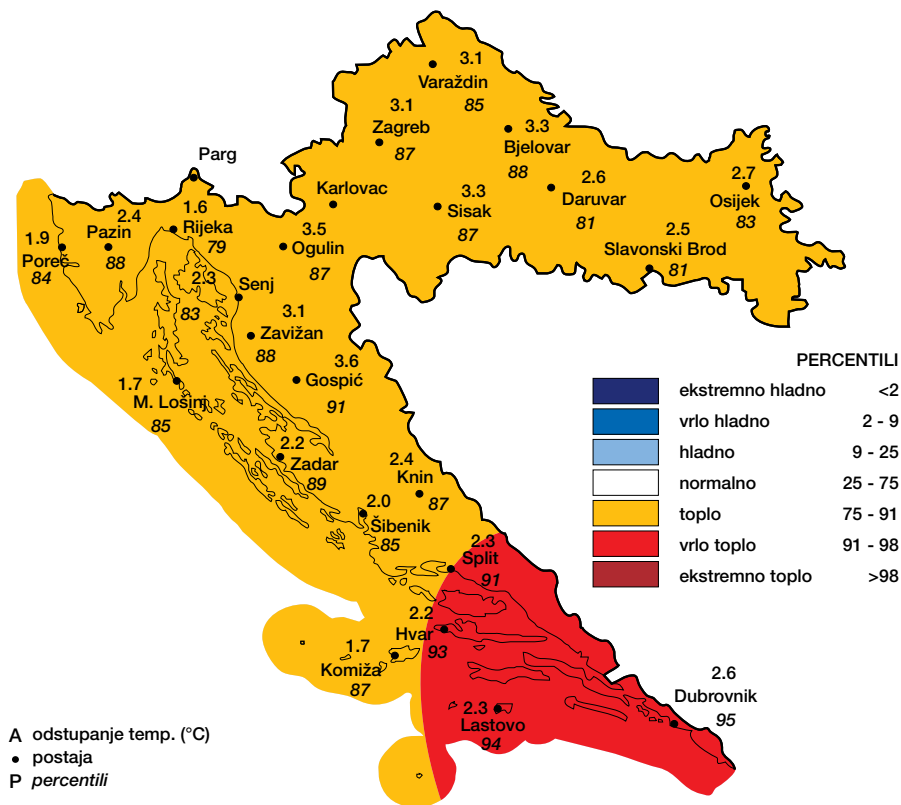 3.1
Varaždin
85
3.1
Zagreb
87
3.3
Bjelovar
88
2.6
Daruvar
81
2.7
Osijek
83
2.5
Slavonski Brod
81
3.3
Sisak
87
Karlovac
Parg
3.5
Ogulin
87
1.6
Rijeka
79
2.4
Pazin
88
1.9
Poreč
84
2.3
Senj
83
3.1
Zavižan
88
3.6
Gospić
91
1.7
M. Lošinj
85
2.2
Zadar
89
2.4
Knin
87
2.0
Šibenik
85
2.3
Split
91
2.2
Hvar
93
1.7
Komiža
87
2.3
Lastovo
94
2.6
Dubrovnik
95
PERCENTILI
ekstremno hladno <2
vrlo hladno 2 - 9
hladno 9 - 25
normalno 25 - 75
toplo 75 - 91
vrlo toplo 91 - 98
ekstremno toplo >98
A odstupanje temp. (°C)
● postaja
P percentili